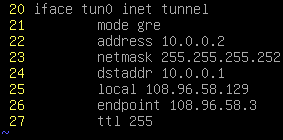 20 iface tun0 inet tunnel
21         mode gre
22         address 10.0.0.2
23         netmask 255.255.255.252
24         dstaddr 10.0.0.1
25         local 108.96.58.129
26         endpoint 108.96.58.3
27         ttl 255
~